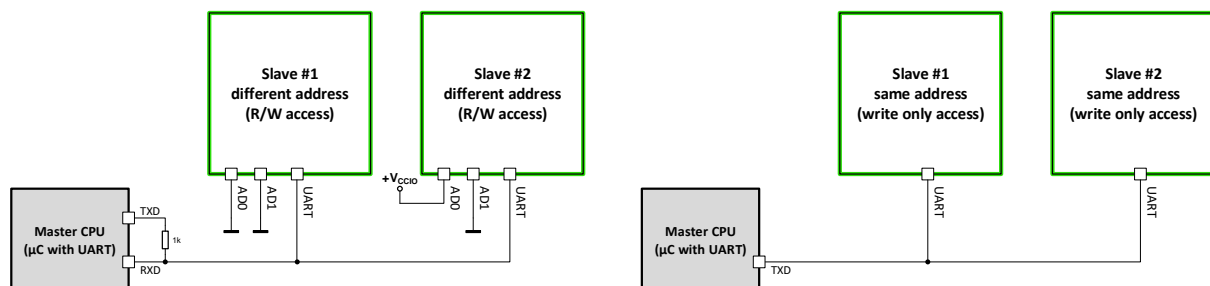 Slave #1
different address
(R/W access)
Slave #2
different address
(R/W access)
+VCCIO
AD0
AD1
UART
AD0
AD1
UART
TXD
1k
Master CPU
(µC with UART)
RXD
Slave #1
same address
(write only access)
Slave #2
same address
(write only access)
UART
UART
Master CPU
(µC with UART)
TXD